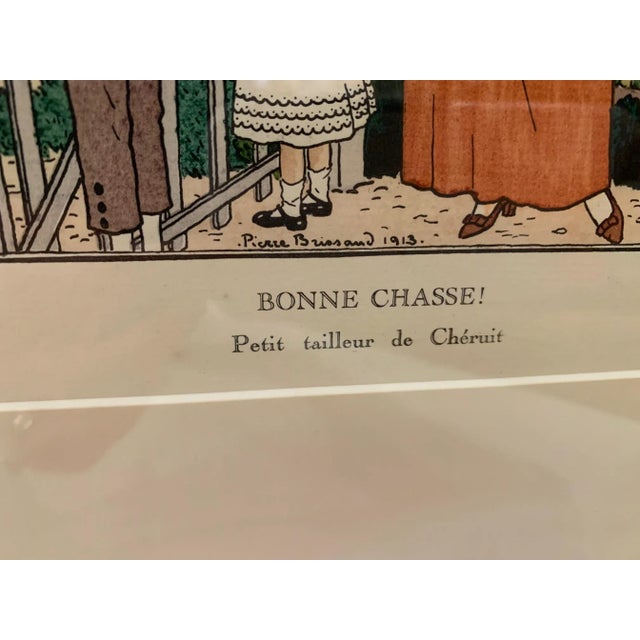 . Pierre Brissaud 1913.
BONNE CHASSE!
Petit tailleur de Chéruit